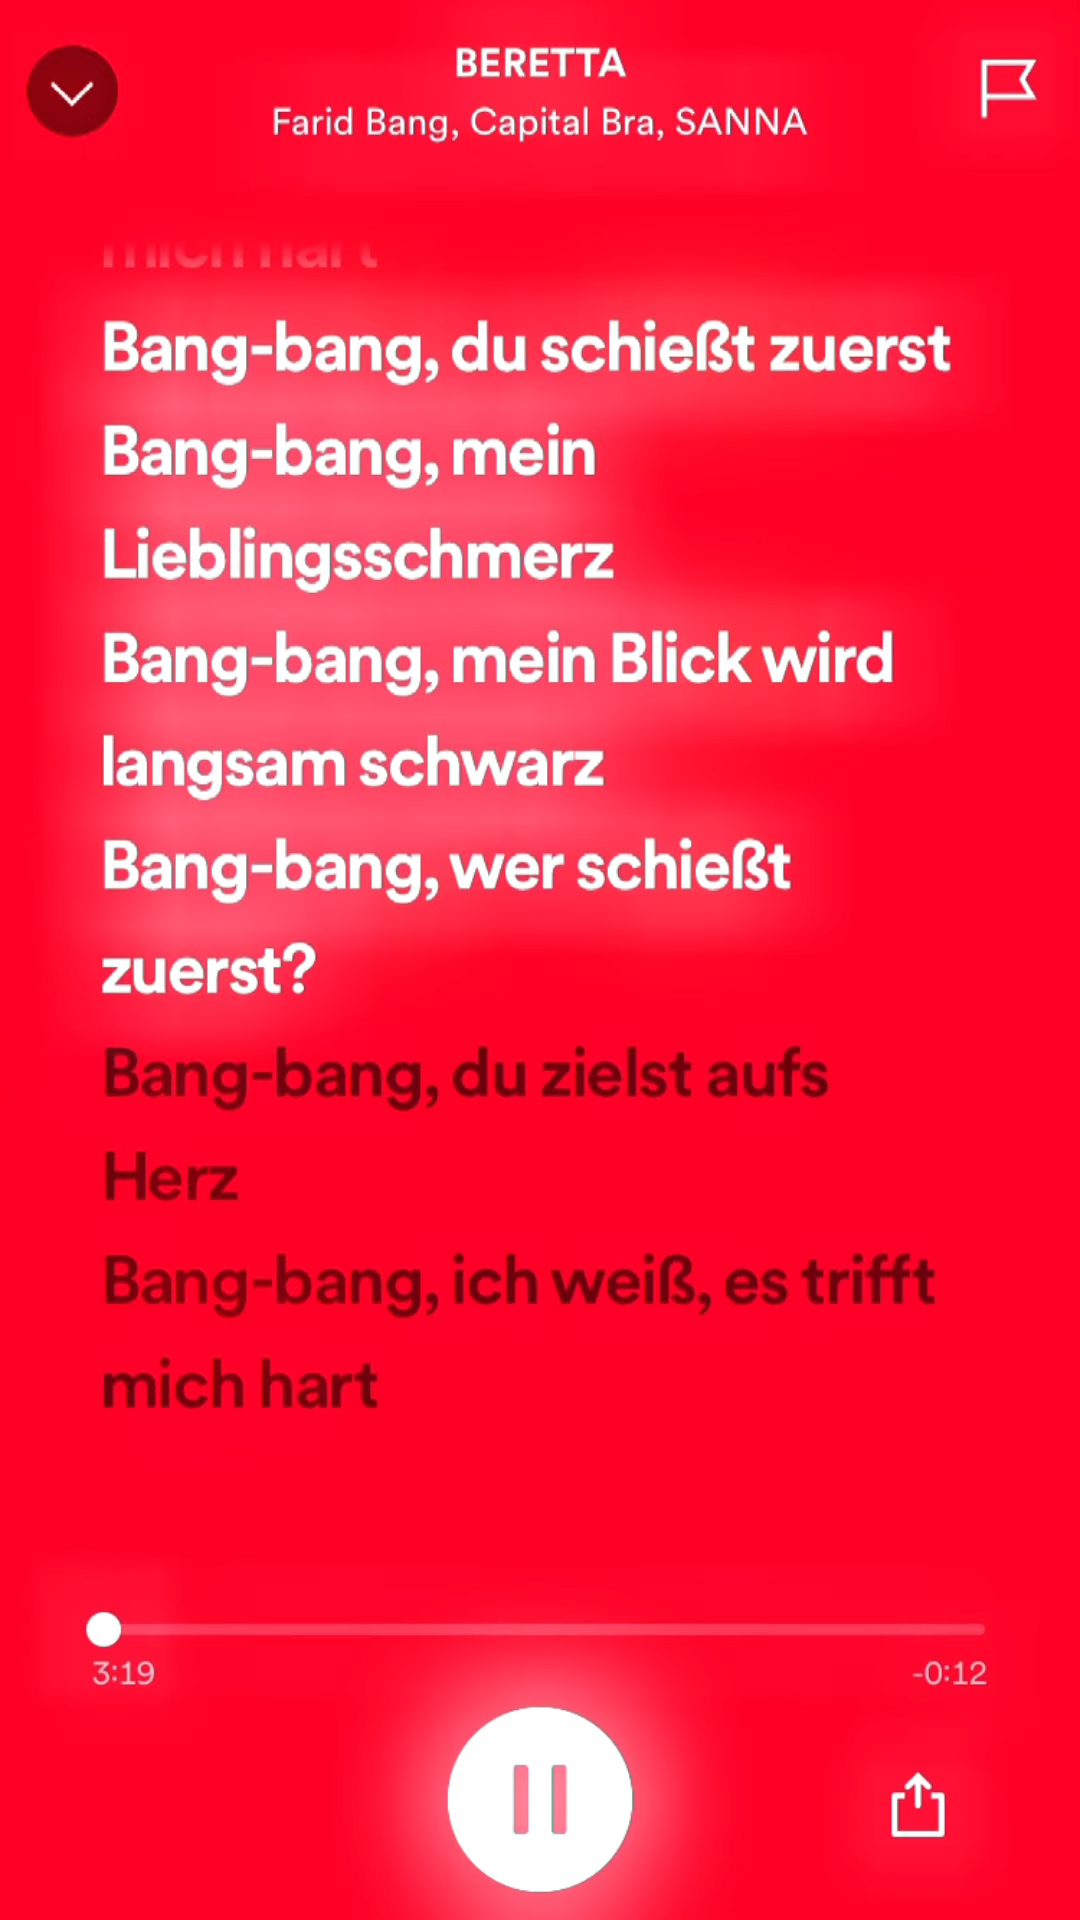 BERETTA
Farid Bang, Capital Bra, SANNA
mich hart
Bang-bang, du schießt zuerst
Bang-bang, mein
Lieblingsschmerz
Bang-bang, mein Blick wird
langsam schwarz
Bang-bang, wer schießt
zuerst?
Bang-bang, du zielst aufs
Herz
Bang-bang, ich weiß, es trifft
mich hart
3:19
-0:12